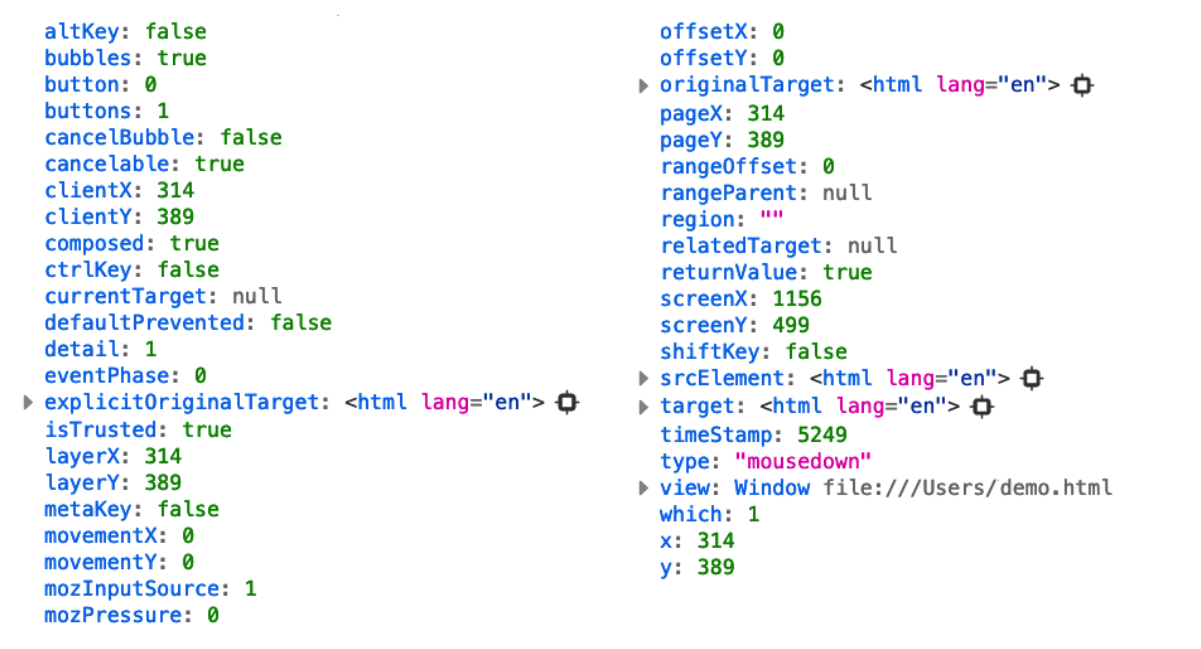 altKey: false
bubbles: true
button: 0
buttons: 1
cancelBubble: false
cancelable: true
clientX: 314
clientY: 389
composed: true
ctrlKey: false
currentTarget: null
defaultPrevented: false
detail: 1
eventPhase: 0
explicitOriginalTarget: <html lang="en">
isTrusted: true
layerX: 314
layerY: 389
metaKey: false
movementX: 0
movementY: 0
mozInputSource: 1
mozPressure: 0
offsetX: 0
offsetY: 0
originalTarget: <html lang="en">
pageX: 314
pageY: 389
rangeOffset: 0
rangeParent: null
region: ""
relatedTarget: null
returnValue: true
screenX: 1156
screenY: 499
shiftKey: false
srcElement: <html lang="en">
target: <html lang="en">
timeStamp: 5249
type: "mousedown"
view: Window file:///Users/demo.html
which: 1
x: 314
y: 389